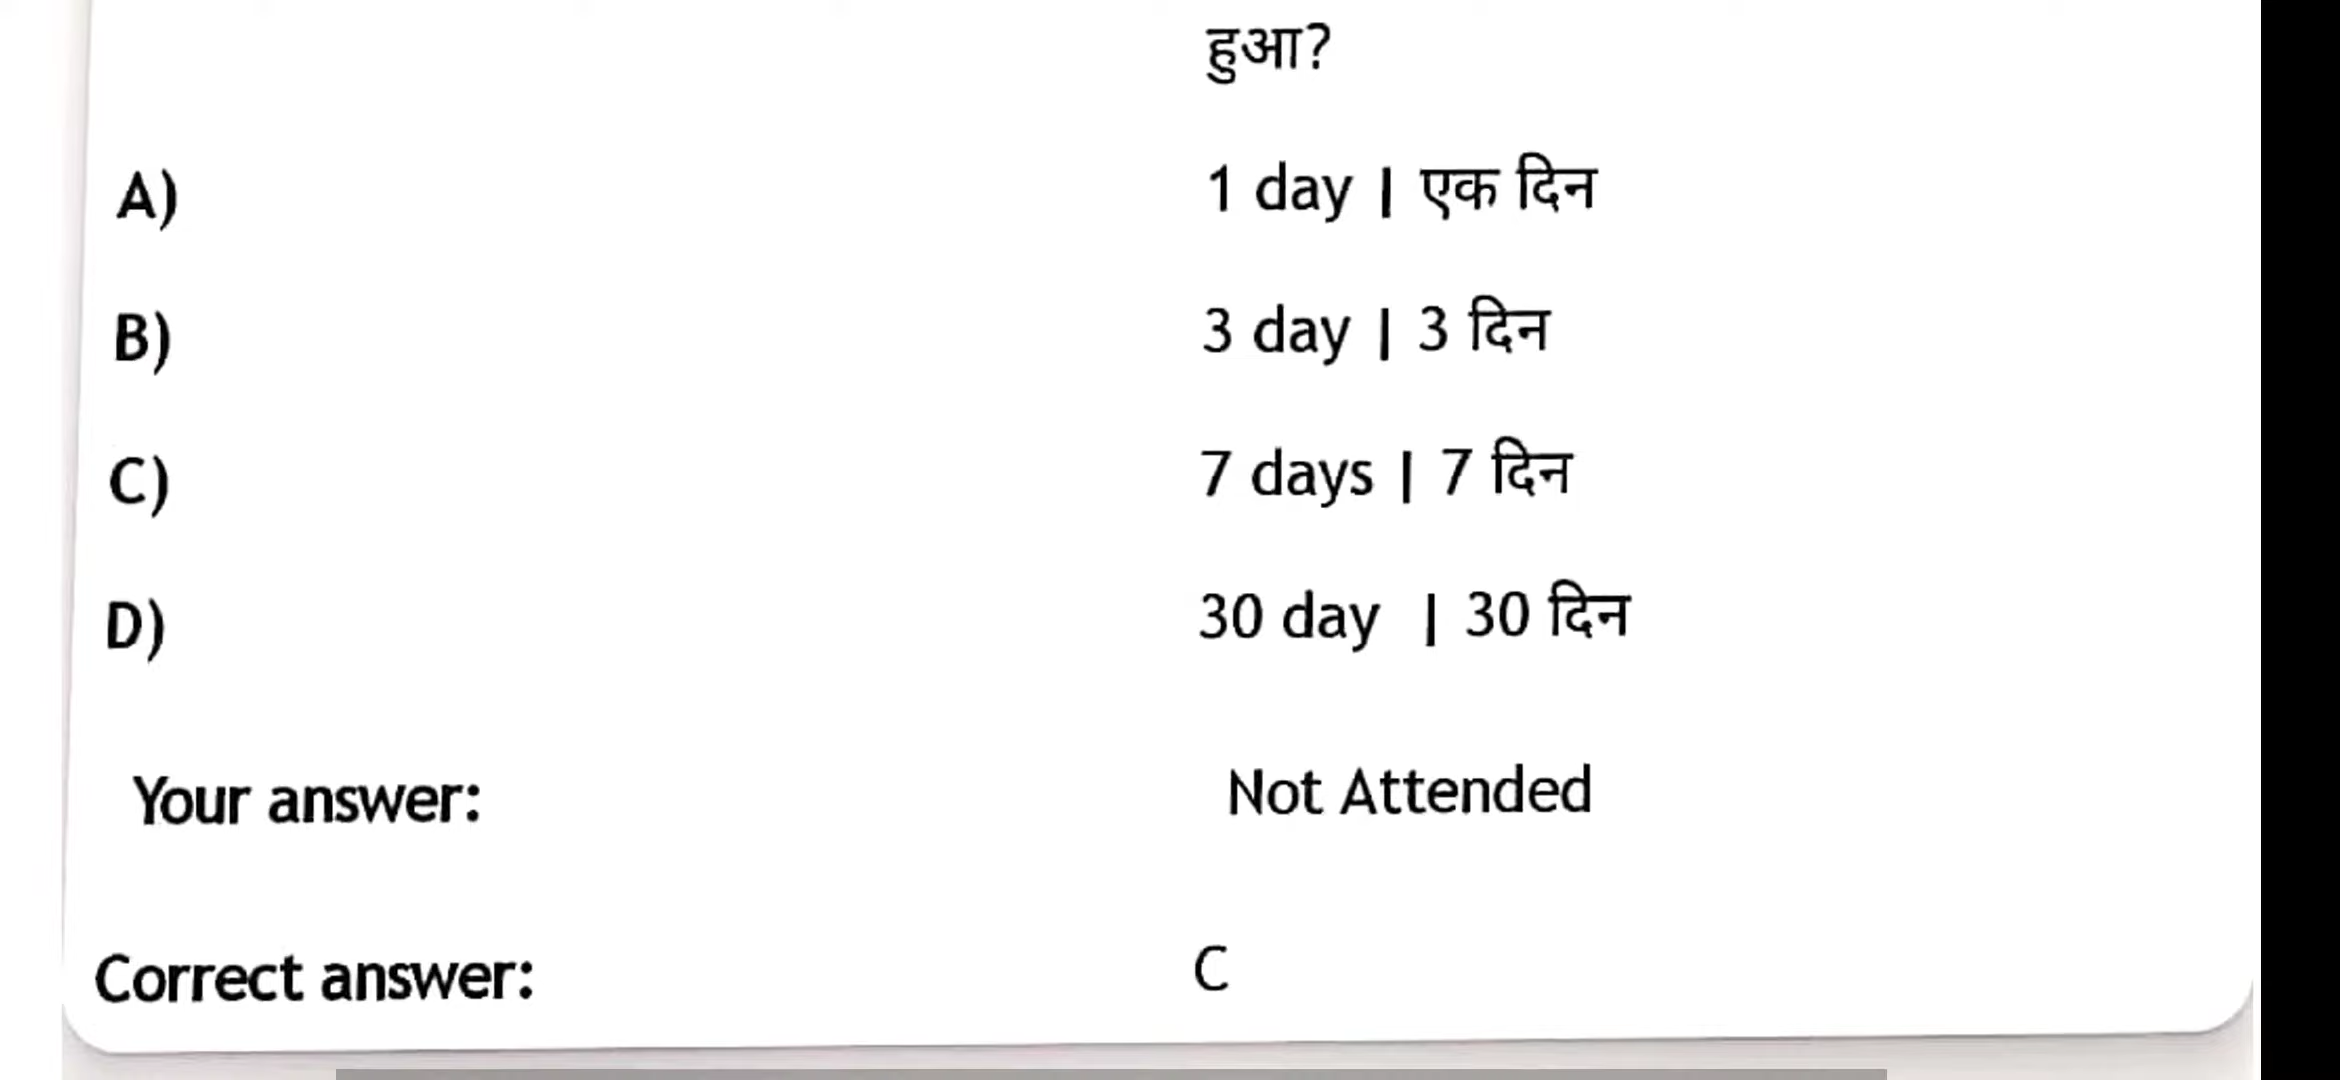 हुआ?
A) 1 day | एक दिन
B) 3 day | 3 दिन
C) 7 days | 7 दिन
D) 30 day | 30 दिन
Your answer: Not Attended
Correct answer: C